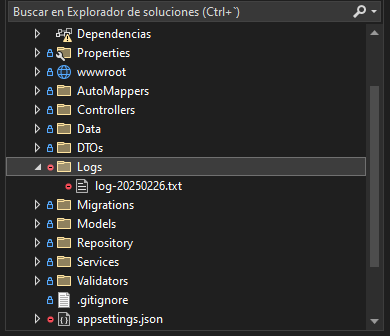 Buscar en Explorador de soluciones (Ctrl+`)
Dependencias
Properties
wwwroot
AutoMappers
Controllers
Data
DTOs
Logs
log-20250226.txt
Migrations
Models
Repository
Services
Validators
.gitignore
appsettings.json